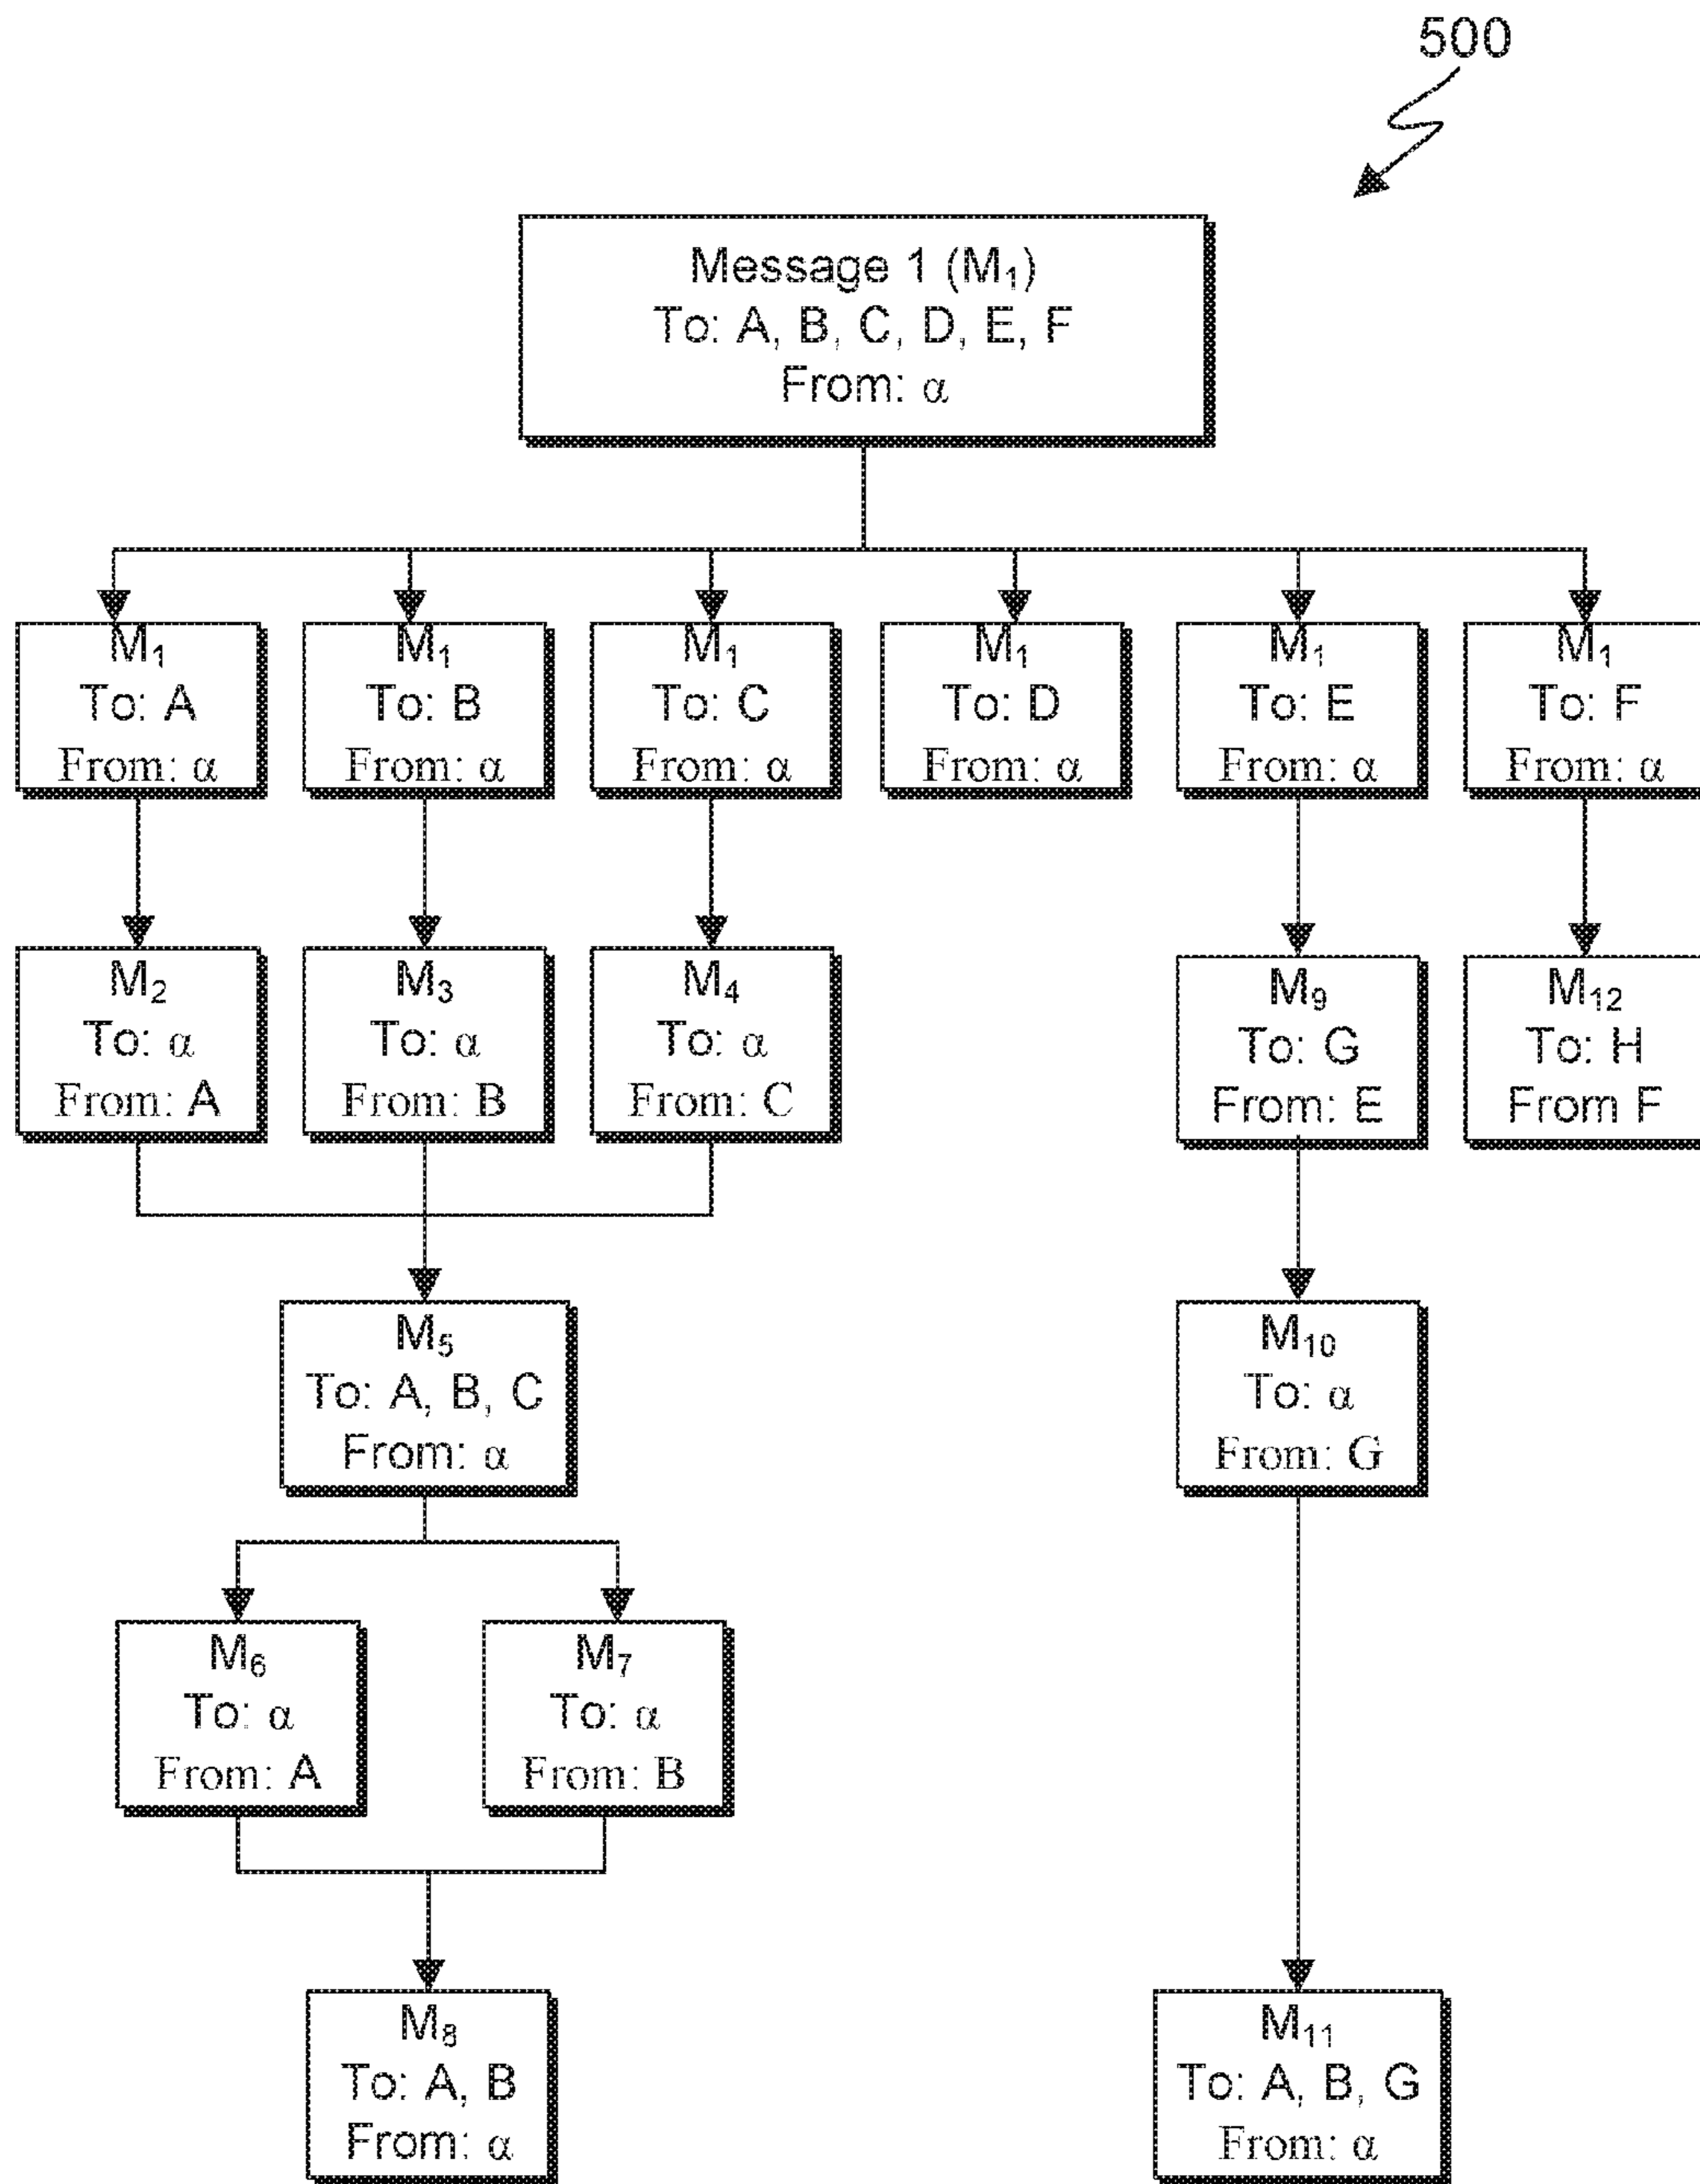 500
Message 1 (M₁)
To: A, B, C, D, E, F
From: α
M₁
To: A
From: α
M₁
To: B
From: α
M₁
To: C
From: α
M₁
To: D
From: α
M₁
To: E
From: α
M₁
To: F
From: α
M₂
To: α
From: A
M₃
To: α
From: B
M₄
To: α
From: C
M₉
To: G
From: E
M₁₂
To: H
From F
M₅
To: A, B, C
From: α
M₁₀
To: α
From: G
M₆
To: α
From: A
M₇
To: α
From: B
M₈
To: A, B
From: α
M₁₁
To: A, B, G
From: α